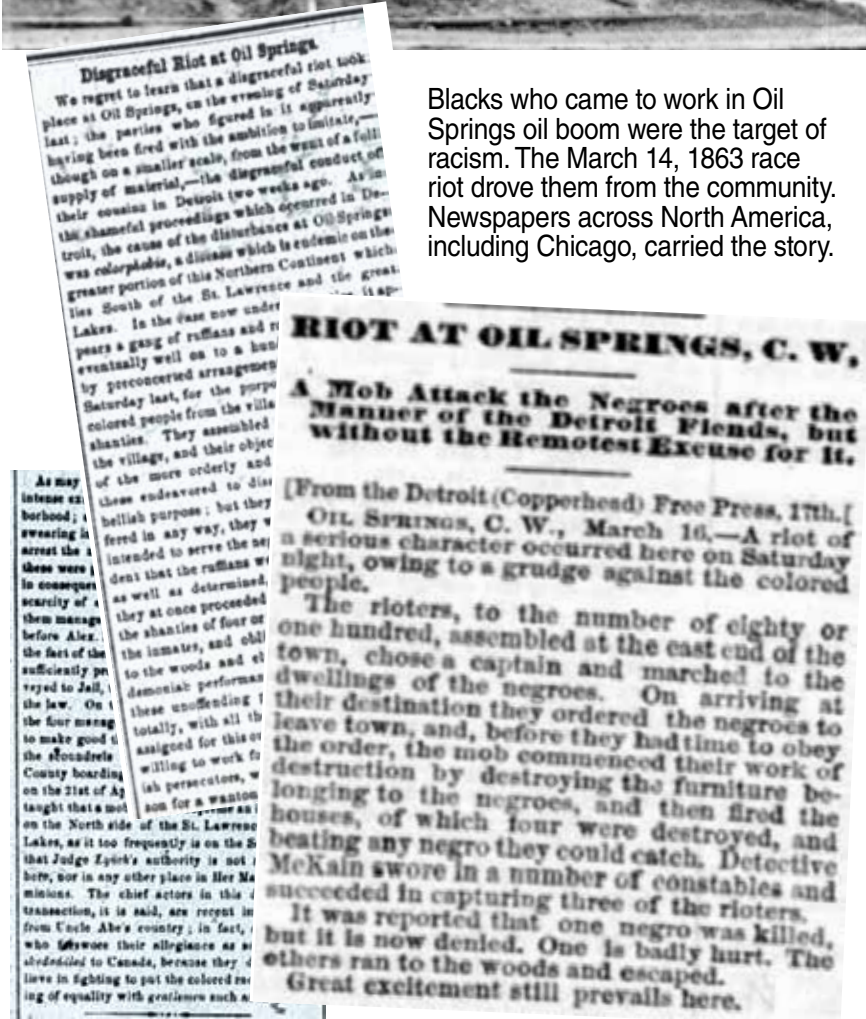 Blacks who came to work in Oil
Springs oil boom were the target of
racism. The March 14, 1863 race
riot drove them from the community.
Newspapers across North America,
including Chicago, carried the story.
Disgraceful Riot at Oil Springs.
We regret to learn that a disgraceful riot took
place at Oil Springs, on the evening of Saturday
last; the parties who figured in it apparently
having been fired with the ambition to imitate,—
though on a smaller scale, from the want of a full
supply of material,—the disgraceful conduct of
their cousins in Detroit two weeks ago. As in
the shameful proceedings which occurred in De-
troit, the cause of the disturbance at Oil Springs
was colorphobia, a disease which is endemic on the
greater portion of this Northern Continent which
lies South of the St. Lawrence and the great
Lakes. In the case now under it ap-
pears a gang of ruffians and
eventually well on to a
by preconcerted arrangement
Saturday last, for the
colored people from the
shanties. They assembled
the village, and their
of the more orderly and
these endeavored to
bellish purpose; but they
fered in any way, they
intended to serve the
dent that the ruffians
as well as determined,
they at once proceeded
the shanties of four or
the inmates, and
to the woods and
demoniab
these unoffending
totally, with all
assigned for this
willing to work
ish persecutors,
son for a wanton
As may
intense
borhood;
swearing
arrest the
these were
in
scarcity of
them
before Alex.
the fact of the
sufficiently
veyed to Jail,
the law. On
the four
to make good
the scoundrels
County boarding
on the 21st of
taught that a mob
on the North side of the St.
Lakes, as it too frequently is on the
that Judge Lynch's authority is not
here, nor in any other place in Her
minions. The chief actors in this
transaction, it is said, are recent
from Uncle Abe's country; in fact,
who forswore their allegiance as
skedaddled to Canada, because they
lieve in fighting to put the colored
ing of equality with gentlemen such
RIOT AT OIL SPRINGS, C. W.
A Mob Attack the Negroes after the
Manner of the Detroit Fiends, but
without the Remotest Excuse for It.
[From the Detroit (Copperhead) Free Press, 17th.[
OIL SPRINGS, C. W., March 16.—A riot of
a serious character occurred here on Saturday
night, owing to a grudge against the colored
people.
The rioters, to the number of eighty or
one hundred, assembled at the east end of the
town, chose a captain and marched to the
dwellings of the negroes. On arriving at
their destination they ordered the negroes to
leave town, and, before they had time to obey
the order, the mob commenced their work of
destruction by destroying the furniture be-
longing to the negroes, and then fired the
houses, of which four were destroyed, and
beating any negro they could catch. Detective
McKain swore in a number of constables and
succeeded in capturing three of the rioters.
It was reported that one negro was killed,
but it is now denied. One is badly hurt. The
others ran to the woods and escaped.
Great excitement still prevails here.